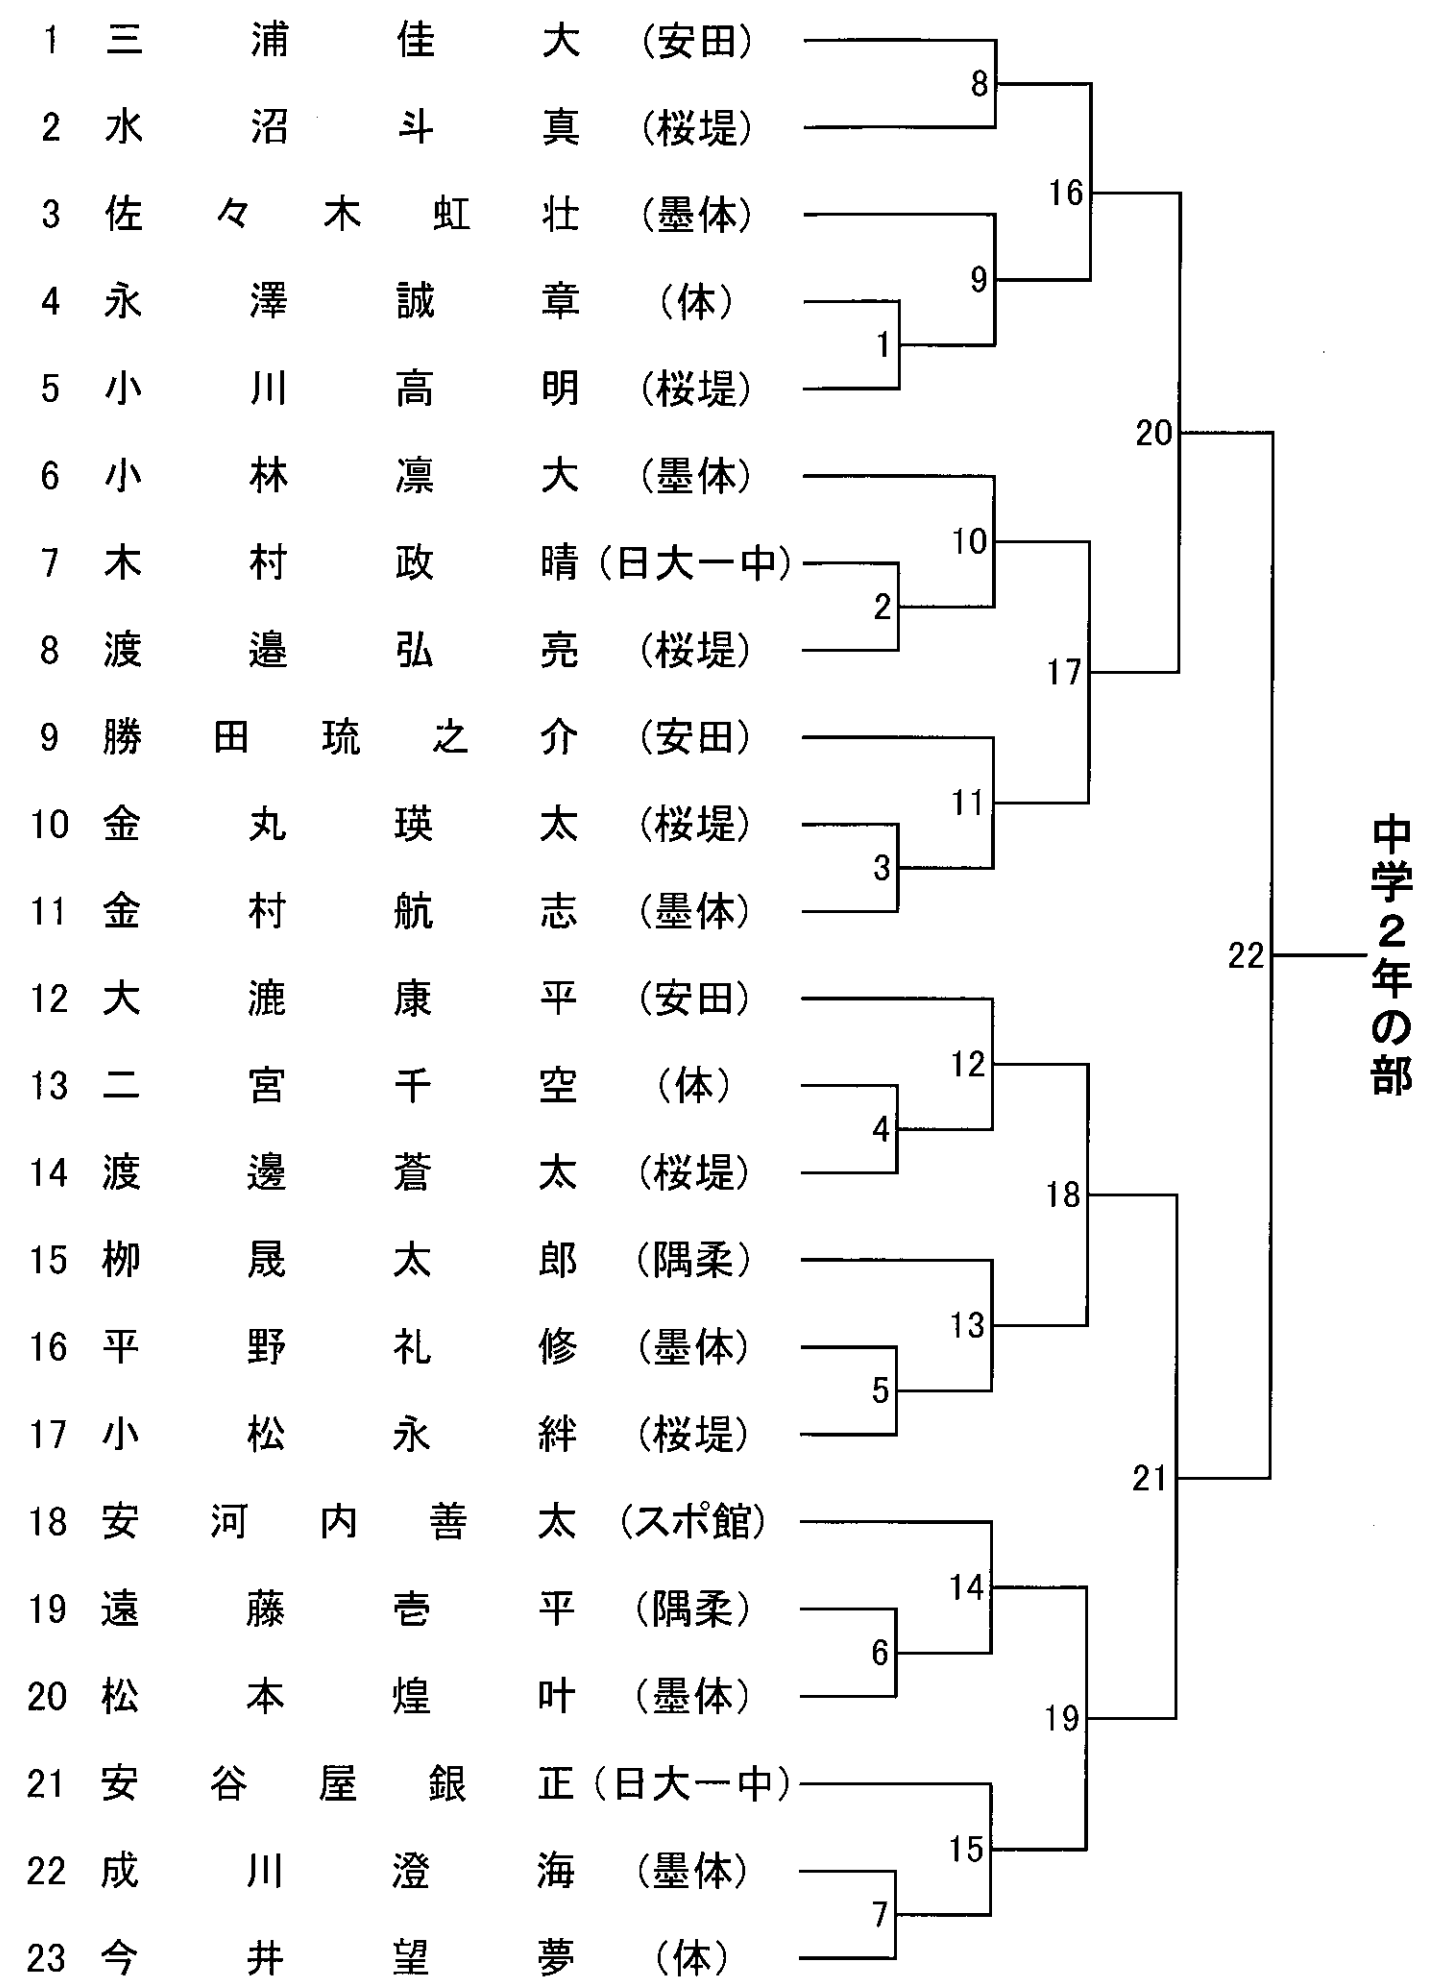 1 三浦佳大 (安田)
2 水沼斗真 (桜堤)
3 佐々木虹壮 (墨体)
4 永澤誠章 (体)
5 小川高明 (桜堤)
6 小林凛大 (墨体)
7 木村政晴 (日大一中)
8 渡邉弘亮 (桜堤)
9 勝田琉之介 (安田)
10 金丸瑛太 (桜堤)
11 金村航志 (墨体)
12 大漉康平 (安田)
13 二宮千空 (体)
14 渡邊蒼太 (桜堤)
15 栁晟太郎 (隅柔)
16 平野礼修 (墨体)
17 小松永絆 (桜堤)
18 安河内善太 (スポ館)
19 遠藤壱平 (隅柔)
20 松本煌叶 (墨体)
21 安谷屋銀正 (日大一中)
22 成川澄海 (墨体)
23 今井望夢 (体)
1
2
3
4
5
6
7
8
9
10
11
12
13
14
15
16
17
18
19
20
21
22
中学2年の部